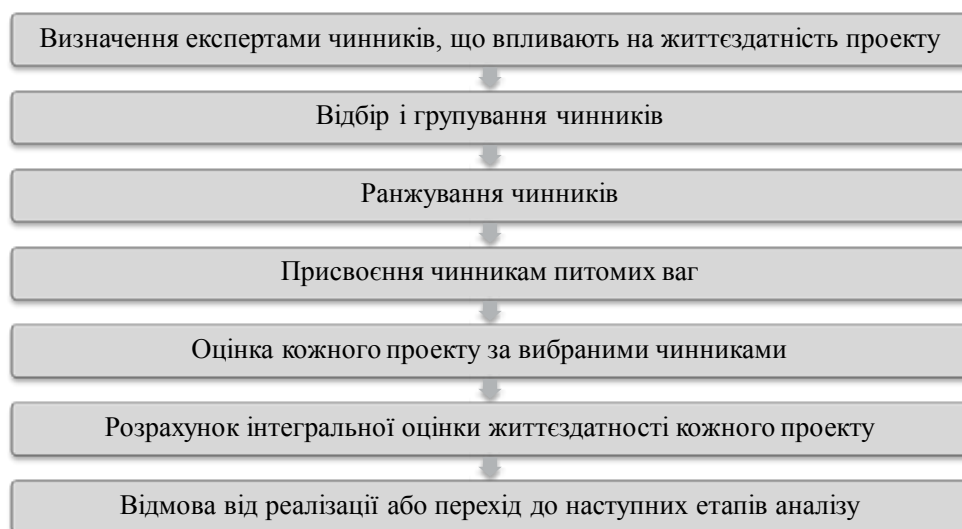 Визначення експертами чинників, що впливають на життєздатність проекту
Відбір і групування чинників
Ранжування чинників
Присвоєння чинникам питомих ваг
Оцінка кожного проекту за вибраними чинниками
Розрахунок інтегральної оцінки життєздатності кожного проекту
Відмова від реалізації або перехід до наступних етапів аналізу